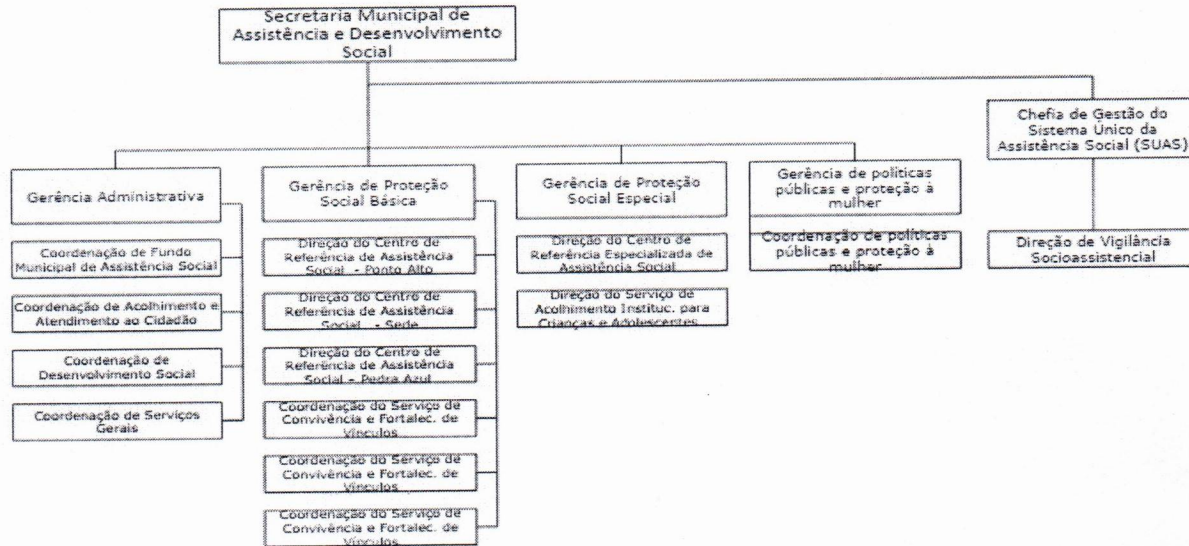 Secretaria Municipal de
Assistência e Desenvolvimento
Social
Chefia de Gestão do
Sistema Único da
Assistência Social (SUAS)
Direção de Vigilância
Socioassistencial
Gerência Administrativa
Coordenação de Fundo
Municipal de Assistência Social
Coordenação de Acolhimento e
Atendimento ao Cidadão
Coordenação de
Desenvolvimento Social
Coordenação de Serviços
Gerais
Gerência de Proteção
Social Básica
Direção do Centro de
Referência de Assistência
Social - Ponto Alto
Direção do Centro de
Referência de Assistência
Social - Sede
Direção do Centro de
Referência de Assistência
Social - Pedra Azul
Coordenação do Serviço de
Convivência e Fortalec. de
Vínculos
Coordenação do Serviço de
Convivência e Fortalec. de
Vínculos
Coordenação do Serviço de
Convivência e Fortalec. de
Vínculos
Gerência de Proteção
Social Especial
Direção do Centro de
Referência Especializada de
Assistência Social
Direção do Serviço de
Acolhimento Instituc. para
Crianças e Adolescentes
Gerência de políticas
públicas e proteção à
mulher
Coordenação de políticas
públicas e proteção à
mulher